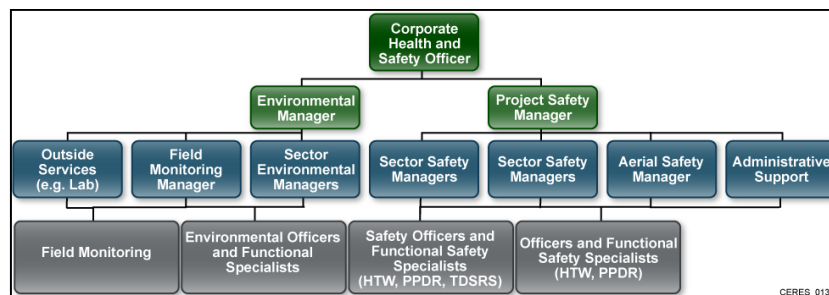 Corporate
Health and
Safety Officer
Environmental
Manager
Project Safety
Manager
Outside
Services
(e.g. Lab)
Field
Monitoring
Manager
Sector
Environmental
Managers
Sector Safety
Managers
Sector Safety
Managers
Aerial Safety
Manager
Administrative
Support
Field Monitoring
Environmental Officers
and Functional
Specialists
Safety Officers and
Functional Safety
Specialists
(HTW, PPDR, TDSRS)
Officers and Functional
Safety Specialists
(HTW, PPDR)
CERES_013